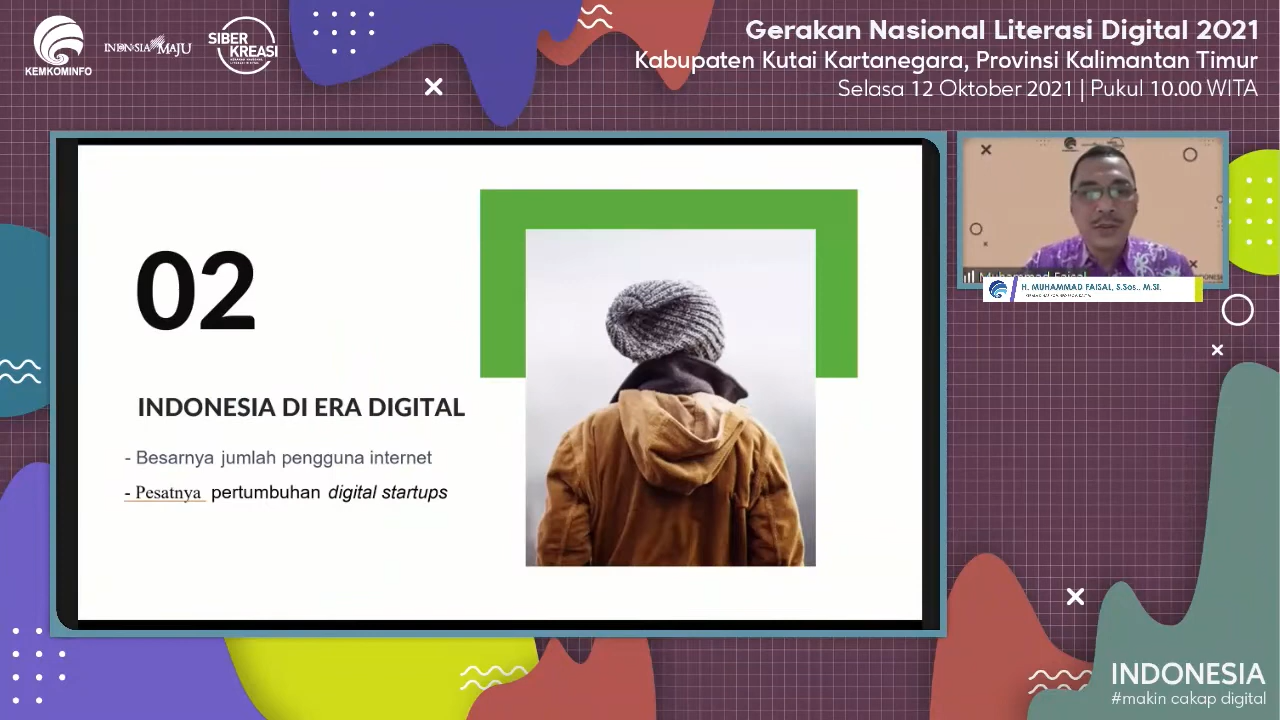 KEMKOMINFO
INDONESIA MAJU
SIBER
KREASI
Gerakan Nasional Literasi Digital 2021
Kabupaten Kutai Kartanegara, Provinsi Kalimantan Timur
Selasa 12 Oktober 2021 | Pukul 10.00 WITA
02
INDONESIA DI ERA DIGITAL
- Besarnya jumlah pengguna internet
- Pesatnya pertumbuhan digital startups
Muhammad Faisal
H. MUHAMMAD FAISAL, S.Sos., M.SI.
INDONESIA
#makin cakap digital